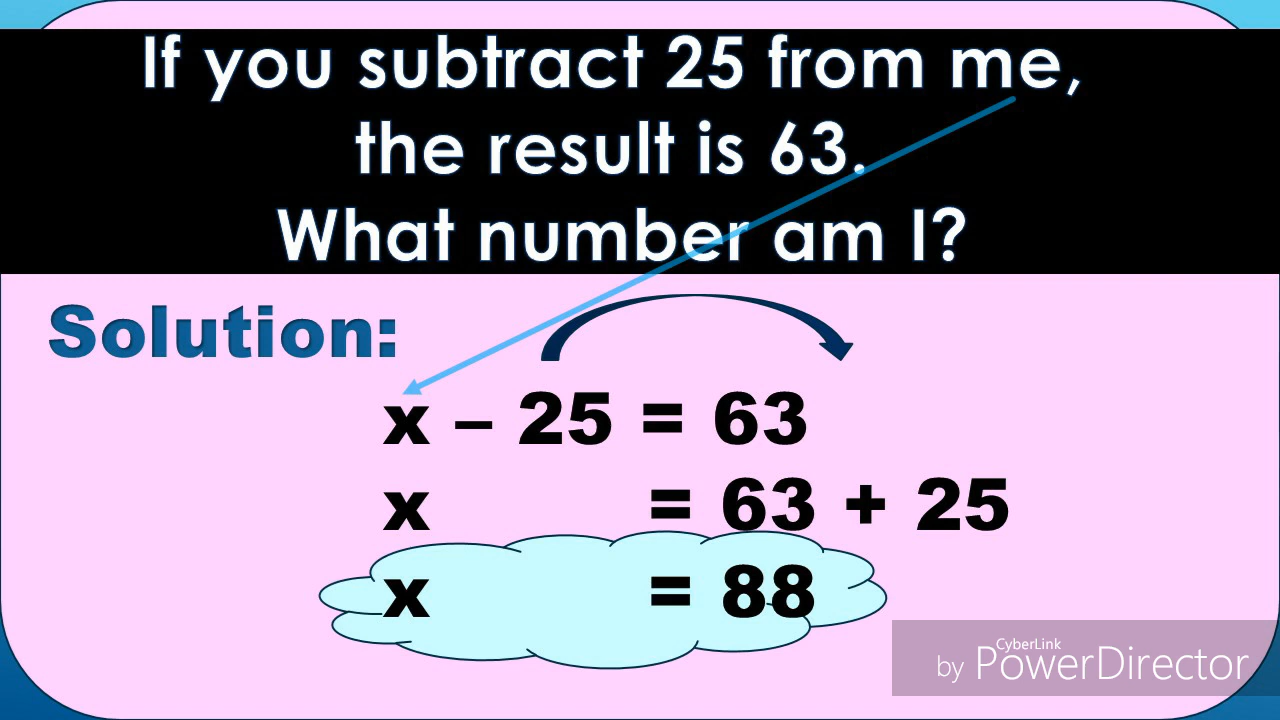 If you subtract 25 from me,
the result is 63.
What number am I?
Solution:
x – 25 = 63
x = 63 + 25
x = 88
CyberLink
by PowerDirector